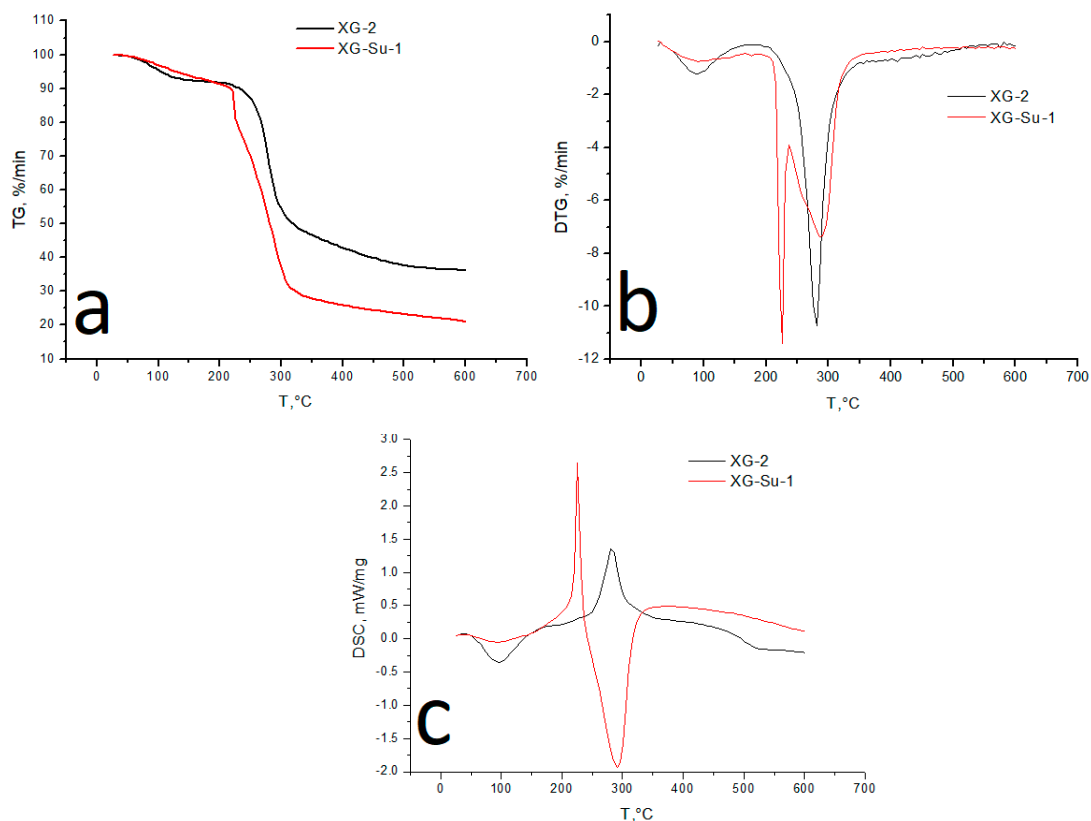 110
100
90
80
70
60
50
40
30
20
10
TG, %/min
XG-2
XG-Su-1
a
0 100 200 300 400 500 600 700
T,°C
0
-2
-4
-6
-8
-10
-12
DTG, %/min
XG-2
XG-Su-1
b
0 100 200 300 400 500 600 700
T,°C
3.0
2.5
2.0
1.5
1.0
0.5
0.0
-0.5
-1.0
-1.5
-2.0
DSC, mW/mg
XG-2
XG-Su-1
c
0 100 200 300 400 500 600 700
T,°C